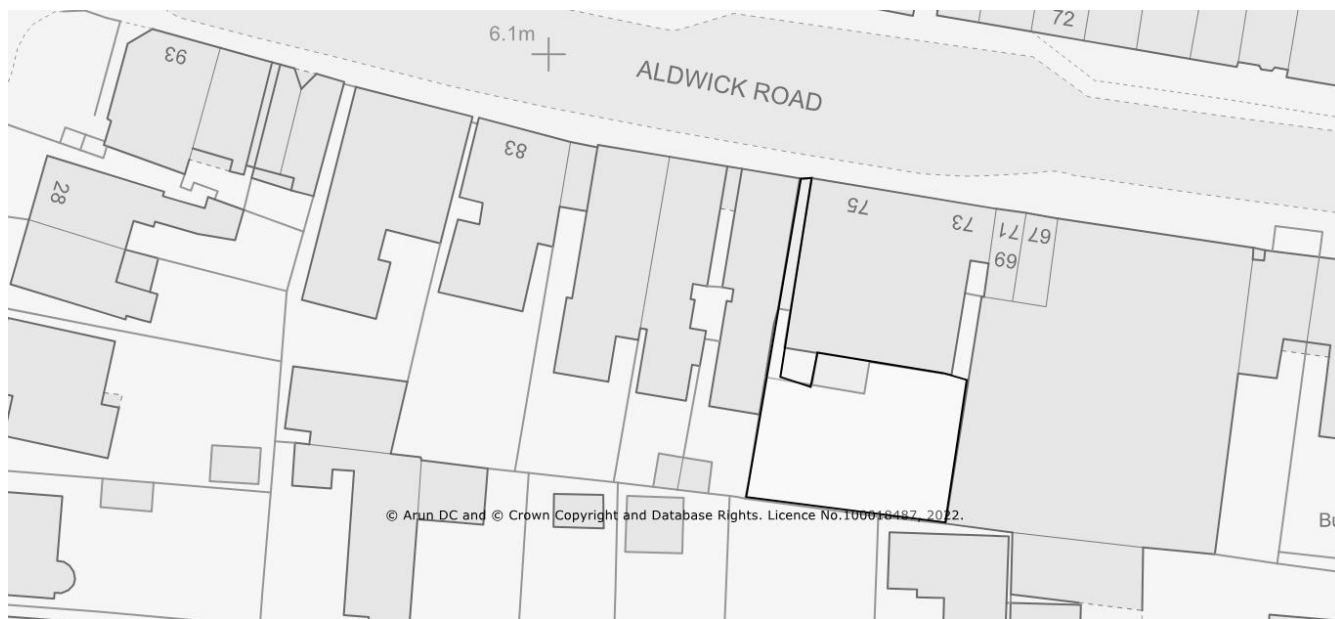 72
6.1m
ALDWICK ROAD
93
83
28
75
73
71
67
69
Bu
© Arun DC and © Crown Copyright and Database Rights. Licence No.100018487, 2022.